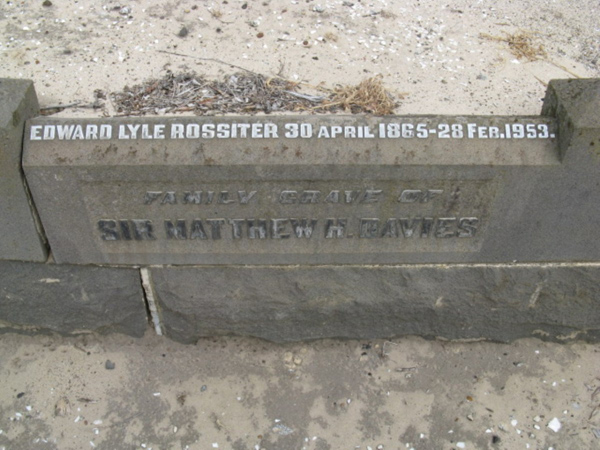 EDWARD LYLE ROSSITER 30 APRIL 1865-28 FEB.1953.
FAMILY GRAVE OF
SIR MATTHEW H. DAVIES